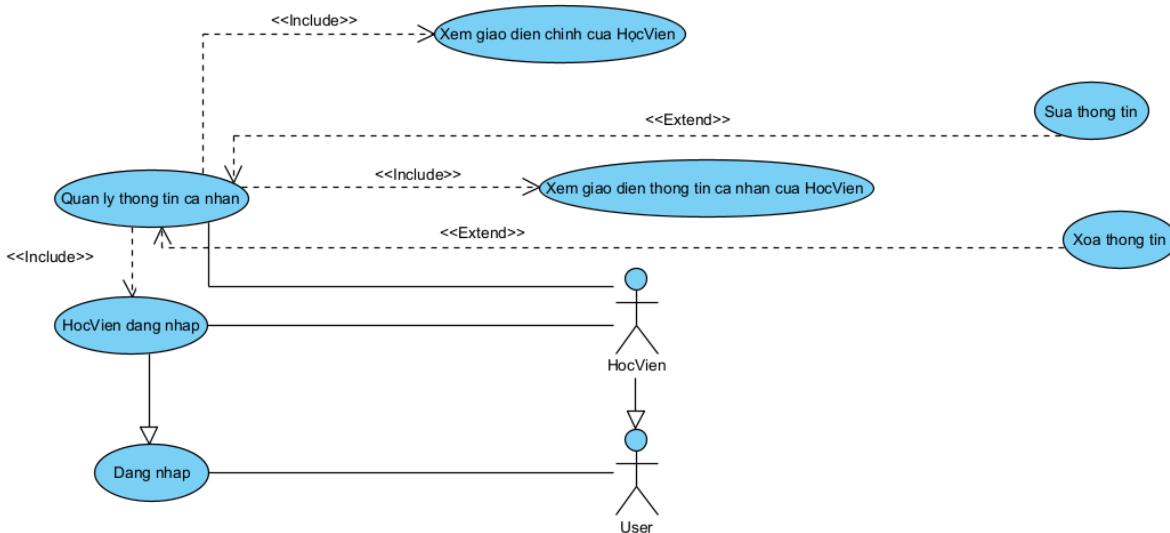 <<Include>>
Xem giao dien chinh cua HọcVien
Sua thong tin
<<Extend>>
<<Include>>
Quan ly thong tin ca nhan
Xem giao dien thong tin ca nhan cua HocVien
<<Extend>>
Xoa thong tin
<<Include>>
HocVien dang nhap
HocVien
Dang nhap
User